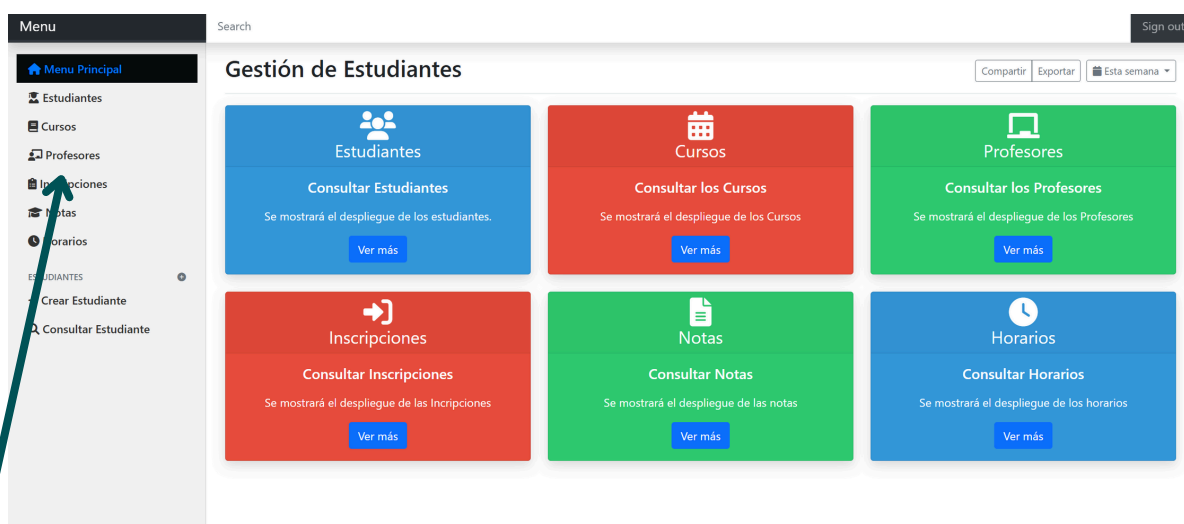 Menu
Search
Sign out
Menu Principal
Estudiantes
Cursos
Profesores
Notas
ESTUDIANTES
Crear Estudiante
Consultar Estudiante
Gestión de Estudiantes
Compartir
Exportar
Esta semana
Estudiantes
Consultar Estudiantes
Se mostrará el despliegue de los estudiantes.
Ver más
Cursos
Consultar los Cursos
Se mostrará el despliegue de los Cursos
Ver más
Profesores
Consultar los Profesores
Se mostrará el despliegue de los Profesores
Ver más
Inscripciones
Consultar Inscripciones
Se mostrará el despliegue de las Incripciones
Ver más
Notas
Consultar Notas
Se mostrará el despliegue de las notas
Ver más
Horarios
Consultar Horarios
Se mostrará el despliegue de los horarios
Ver más